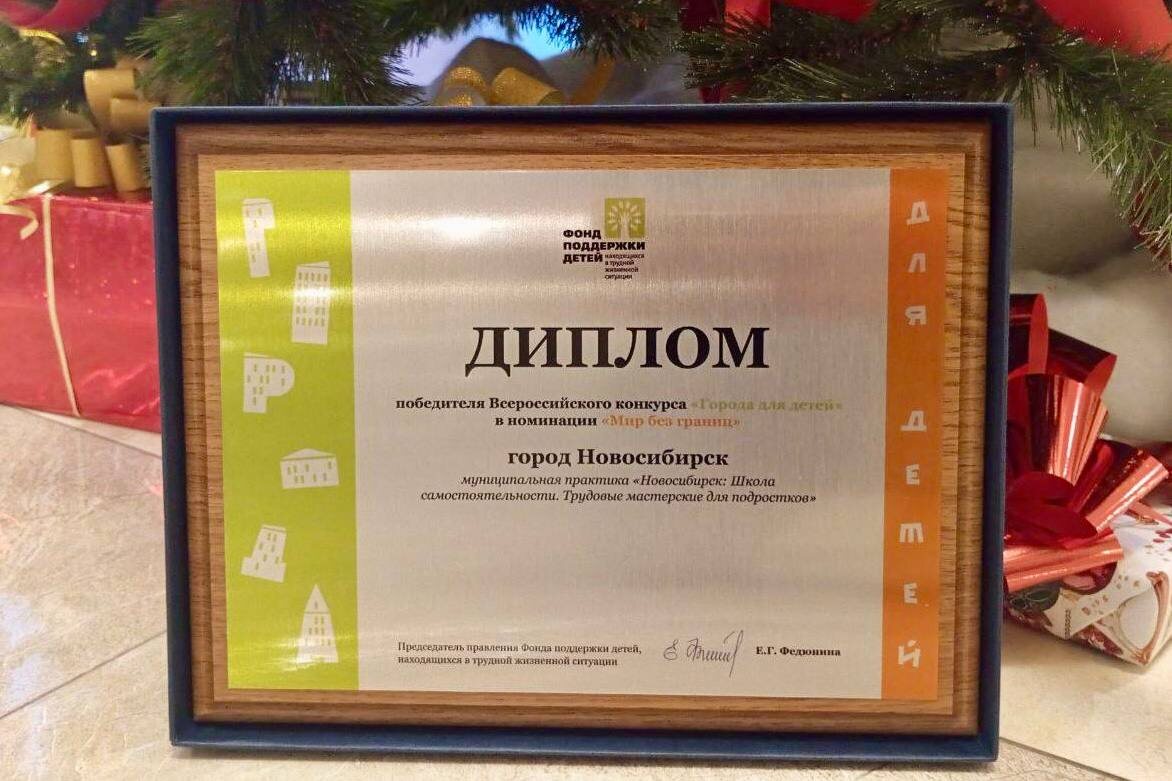 ГОРОДА
ФОНД
ПОДДЕРЖКИ
ДЕТЕЙ находящихся
в трудной
жизненной
ситуации
ДИПЛОМ
победителя Всероссийского конкурса «Города для детей»
в номинации «Мир без границ»
город Новосибирск
муниципальная практика «Новосибирск: Школа
самостоятельности. Трудовые мастерские для подростков»
Председатель правления Фонда поддержки детей,
находящихся в трудной жизненной ситуации
Е.Г. Федюнина
ДЛЯ ДЕТЕЙ